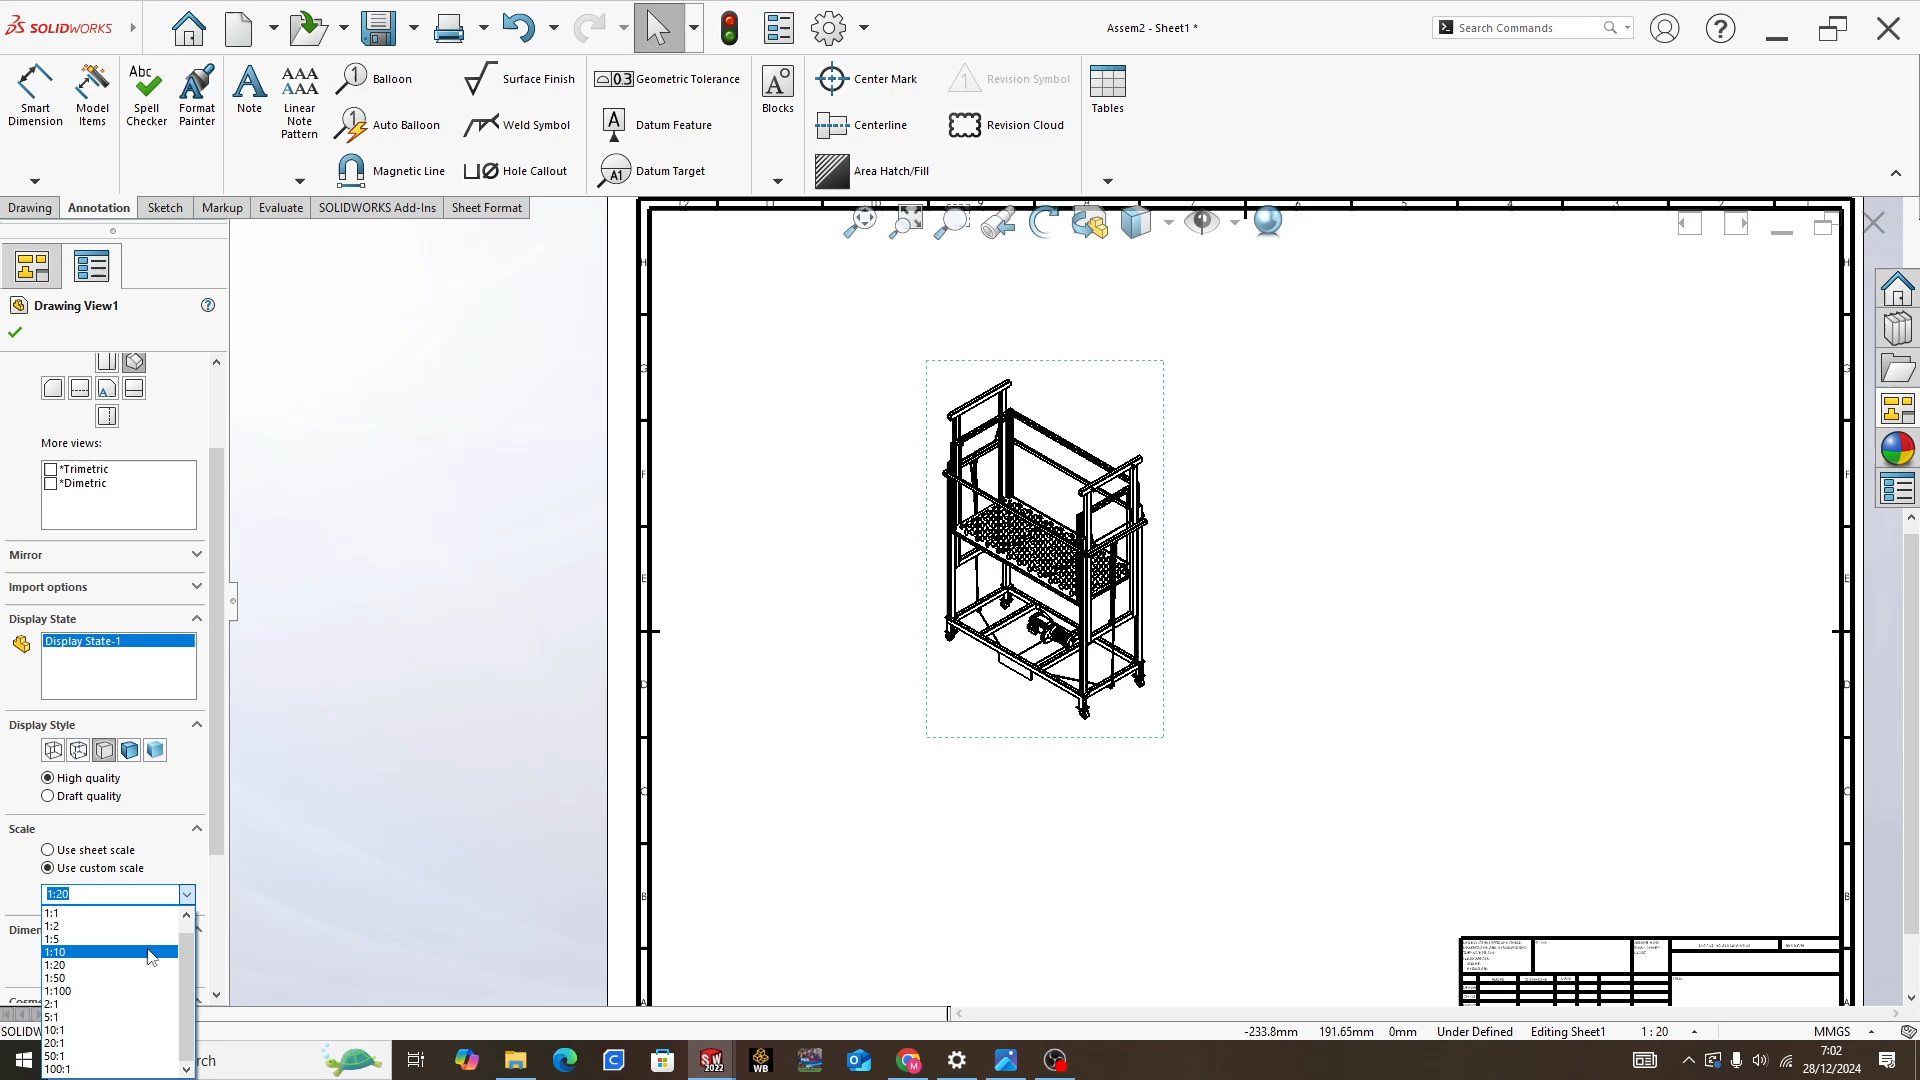 SOLIDWORKS
Assem2 - Sheet1 *
Search Commands
Smart Dimension
Model Items
Spell Checker
Format Painter
Note
Linear Note Pattern
Balloon
Auto Balloon
Magnetic Line
Surface Finish
Weld Symbol
Hole Callout
Geometric Tolerance
Datum Feature
Datum Target
Blocks
Center Mark
Centerline
Area Hatch/Fill
Revision Symbol
Revision Cloud
Tables
Drawing
Annotation
Sketch
Markup
Evaluate
SOLIDWORKS Add-Ins
Sheet Format
Drawing View1
More views:
*Trimetric
*Dimetric
Mirror
Import options
Display State
Display State-1
Display Style
High quality
Draft quality
Scale
Use sheet scale
Use custom scale
1:20
1:1
1:2
1:5
1:10
1:20
1:50
1:100
2:1
5:1
10:1
20:1
50:1
100:1
Dimen
SOLIDW
-233.8mm
191.65mm
0mm
Under Defined
Editing Sheet1
1 : 20
MMGS
rch
7:02
28/12/2024